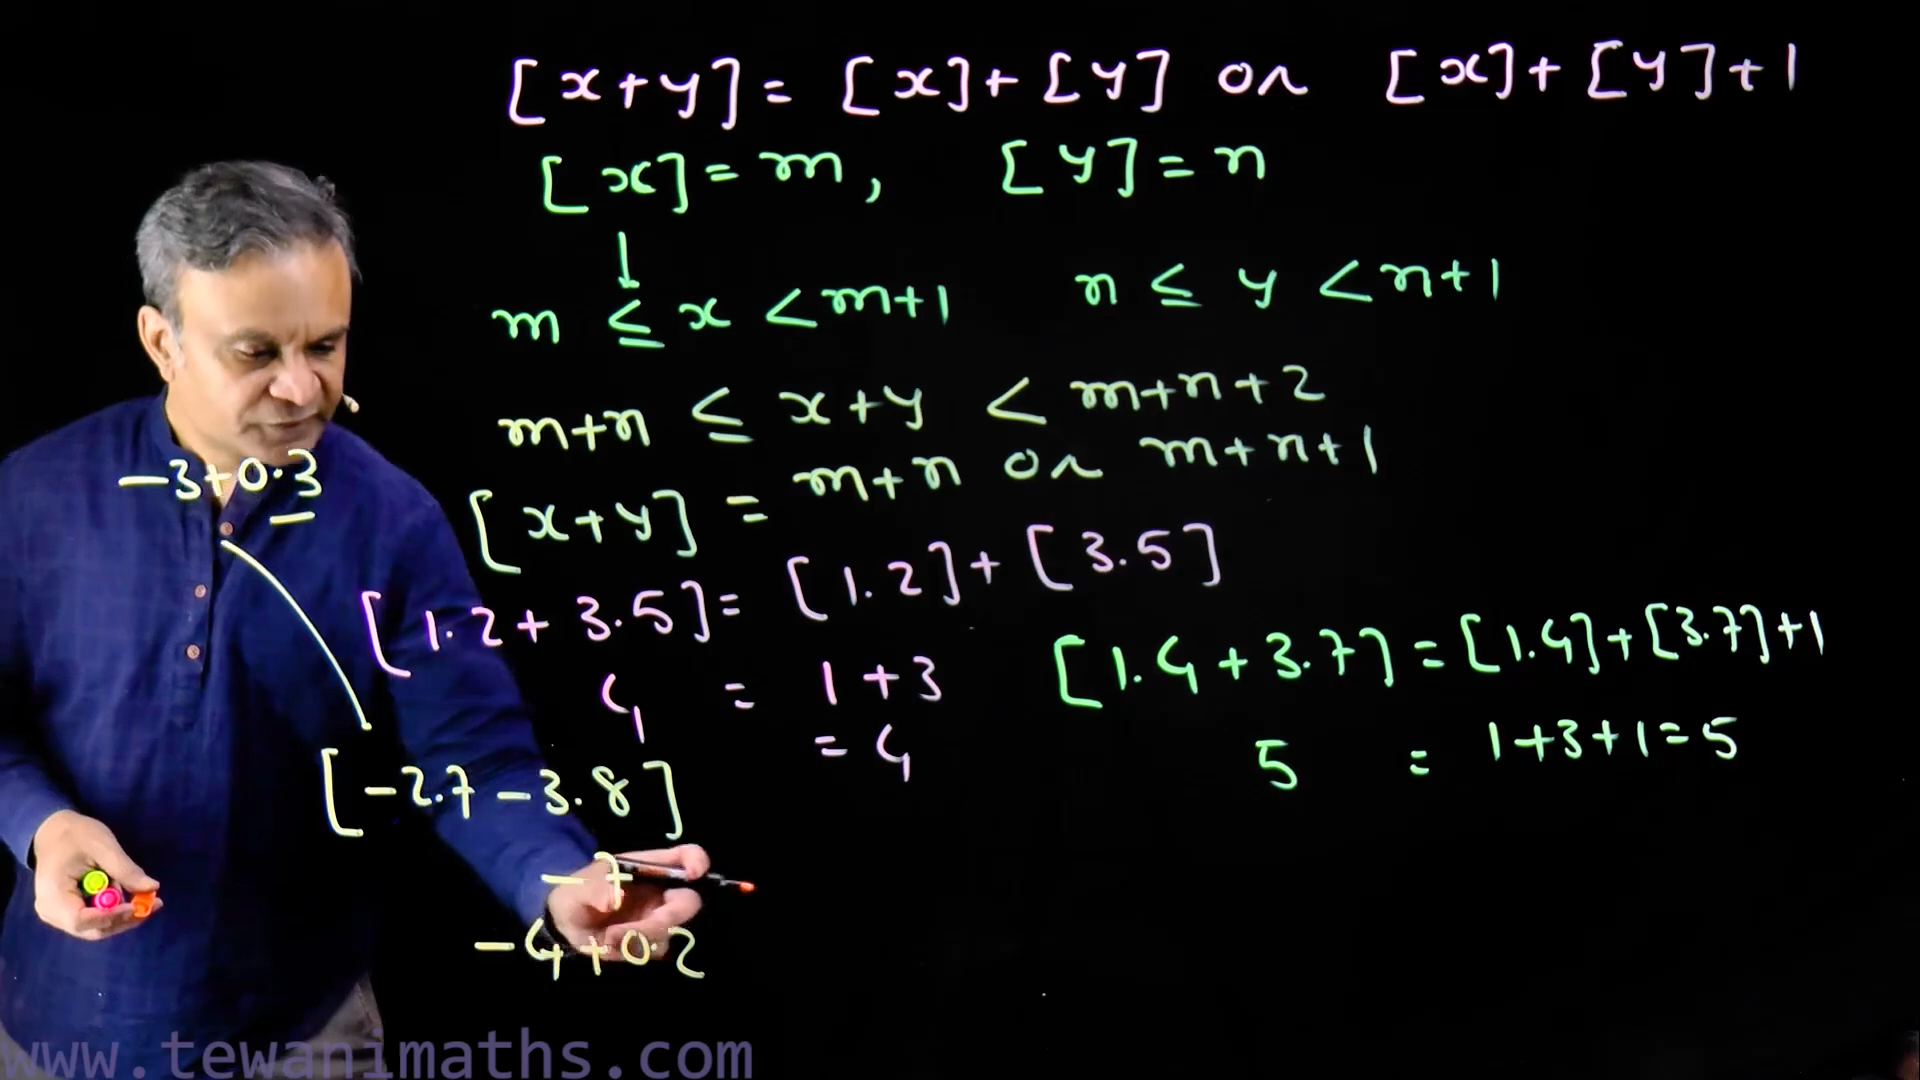 [x+y] = [x]+[y] or [x]+[y]+1
[x] = m, [y] = n
↓
m ≤ x < m+1 n ≤ y < n+1
m+n ≤ x+y < m+n+2
[x+y] = m+n or m+n+1
-3+0.3
[1.2+3.5] = [1.2]+[3.5]
4 = 1+3
= 4
[1.4+3.7] = [1.4]+[3.7]+1
5 = 1+3+1=5
[-2.7-3.8]
-7
-4+0.2
www.tewanimaths.com